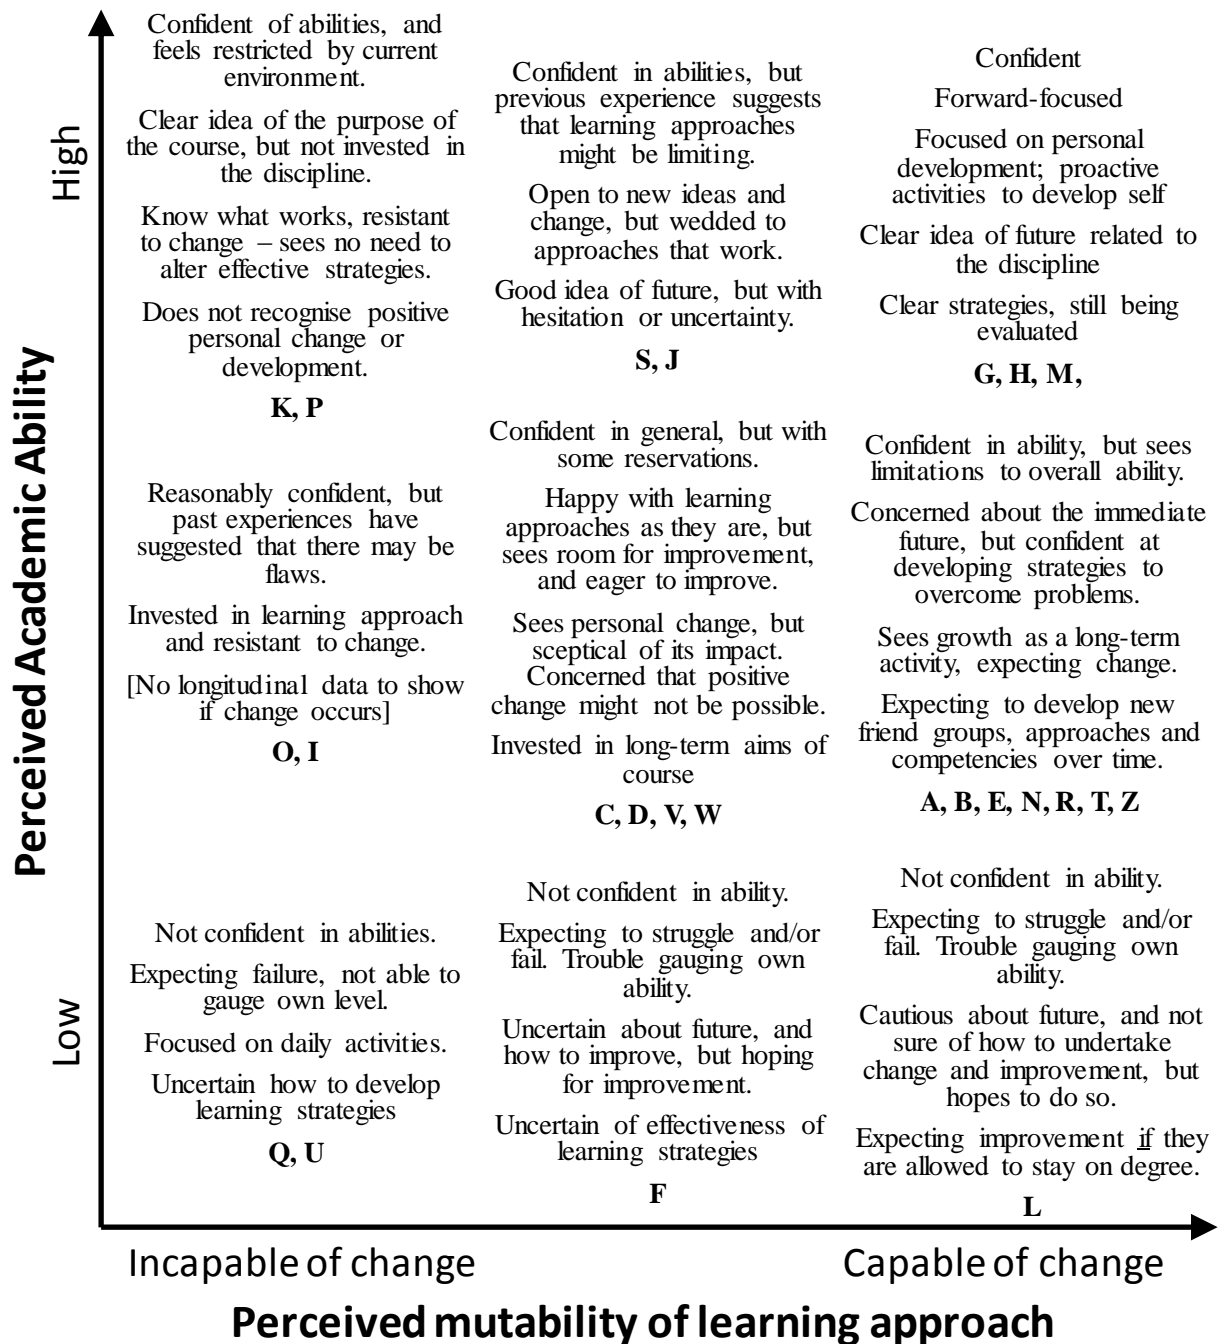 Perceived Academic Ability
High
Low
Confident of abilities, and
feels restricted by current
environment.
Clear idea of the purpose of
the course, but not invested in
the discipline.
Know what works, resistant
to change – sees no need to
alter effective strategies.
Does not recognise positive
personal change or
development.
K, P
Confident in abilities, but
previous experience suggests
that learning approaches
might be limiting.
Open to new ideas and
change, but wedded to
approaches that work.
Good idea of future, but with
hesitation or uncertainty.
S, J
Confident
Forward-focused
Focused on personal
development; proactive
activities to develop self
Clear idea of future related to
the discipline
Clear strategies, still being
evaluated
G, H, M,
Reasonably confident, but
past experiences have
suggested that there may be
flaws.
Invested in learning approach
and resistant to change.
[No longitudinal data to show
if change occurs]
O, I
Confident in general, but with
some reservations.
Happy with learning
approaches as they are, but
sees room for improvement,
and eager to improve.
Sees personal change, but
sceptical of its impact.
Concerned that positive
change might not be possible.
Invested in long-term aims of
course
C, D, V, W
Confident in ability, but sees
limitations to overall ability.
Concerned about the immediate
future, but confident at
developing strategies to
overcome problems.
Sees growth as a long-term
activity, expecting change.
Expecting to develop new
friend groups, approaches and
competencies over time.
A, B, E, N, R, T, Z
Not confident in abilities.
Expecting failure, not able to
gauge own level.
Focused on daily activities.
Uncertain how to develop
learning strategies
Q, U
Not confident in ability.
Expecting to struggle and/or
fail. Trouble gauging own
ability.
Uncertain about future, and
how to improve, but hoping
for improvement.
Uncertain of effectiveness of
learning strategies
F
Not confident in ability.
Expecting to struggle and/or
fail. Trouble gauging own
ability.
Cautious about future, and not
sure of how to undertake
change and improvement, but
hopes to do so.
Expecting improvement if they
are allowed to stay on degree.
L
Incapable of change
Capable of change
Perceived mutability of learning approach